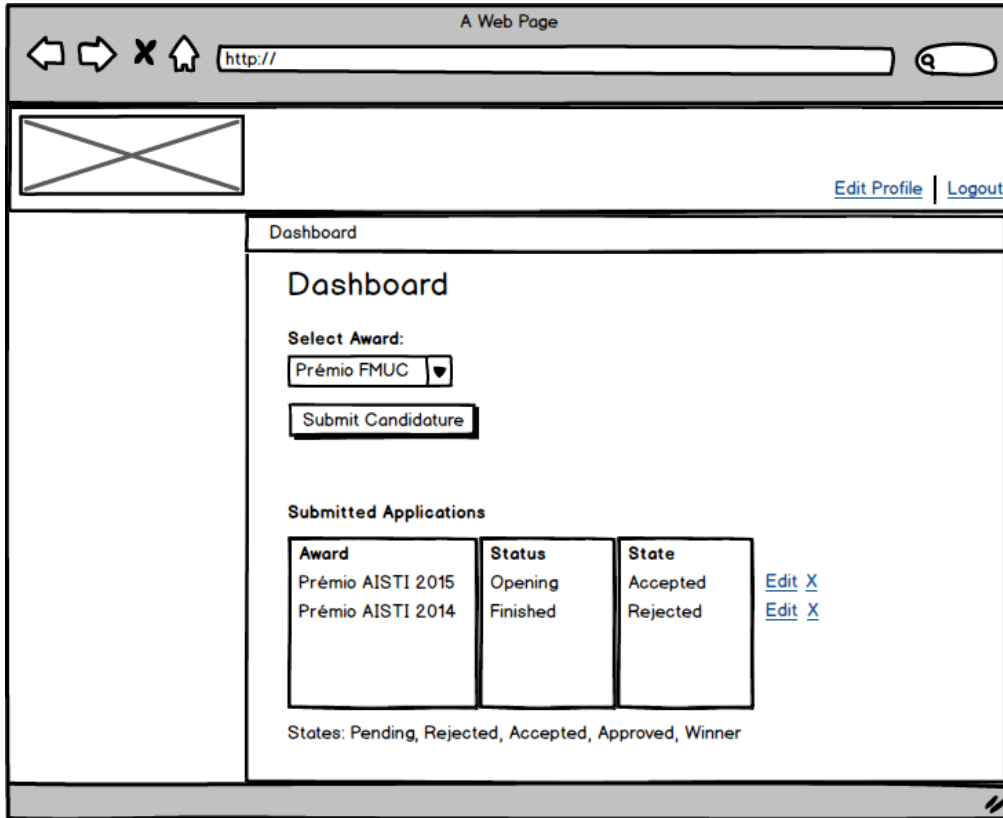 A Web Page
http://
Edit Profile | Logout
Dashboard
Dashboard
Select Award:
Prémio FMUC
Submit Candidature
Submitted Applications
Award Status State
Prémio AISTI 2015 Opening Accepted Edit X
Prémio AISTI 2014 Finished Rejected Edit X
States: Pending, Rejected, Accepted, Approved, Winner